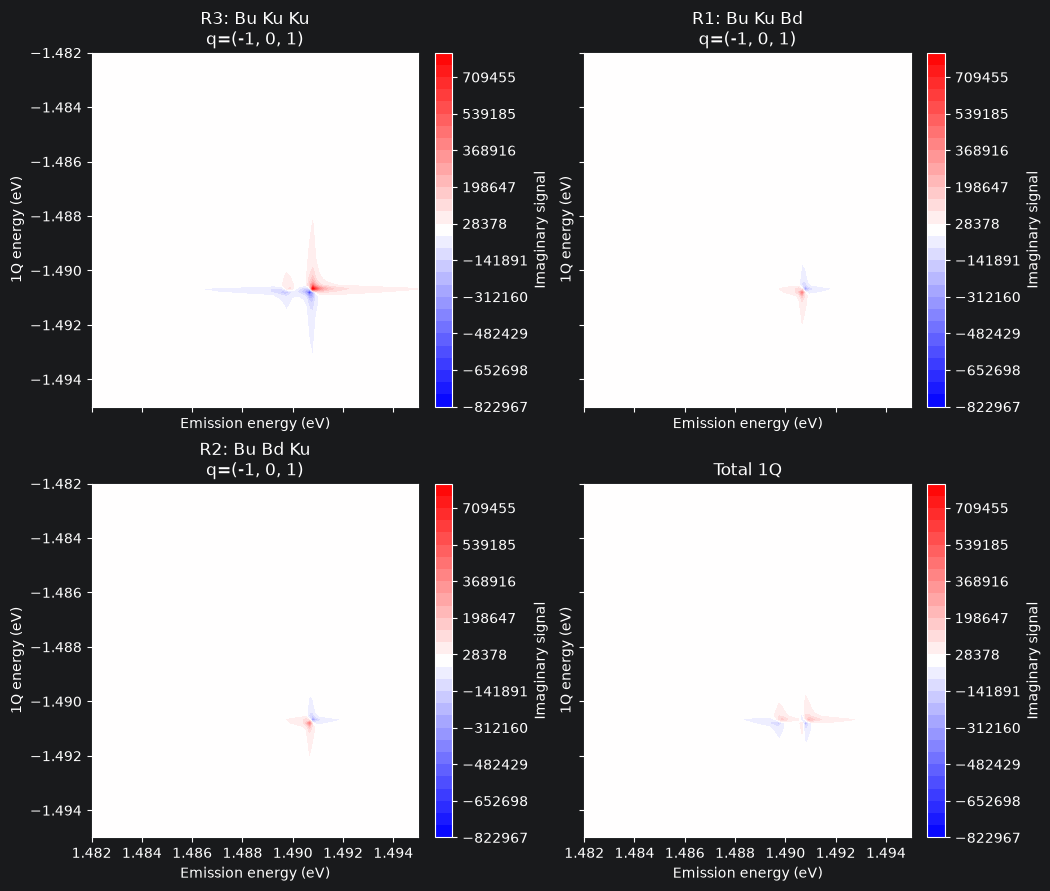 R3: Bu Ku Ku
q=(-1, 0, 1)
−1.482
−1.484
−1.486
−1.488
−1.490
−1.492
−1.494
1Q energy (eV)
Emission energy (eV)
709455
539185
368916
198647
28378
−141891
−312160
−482429
−652698
−822967
Imaginary signal
R1: Bu Ku Bd
q=(-1, 0, 1)
1Q energy (eV)
Emission energy (eV)
709455
539185
368916
198647
28378
−141891
−312160
−482429
−652698
−822967
Imaginary signal
R2: Bu Bd Ku
q=(-1, 0, 1)
−1.482
−1.484
−1.486
−1.488
−1.490
−1.492
−1.494
1Q energy (eV)
1.482 1.484 1.486 1.488 1.490 1.492 1.494
Emission energy (eV)
709455
539185
368916
198647
28378
−141891
−312160
−482429
−652698
−822967
Imaginary signal
Total 1Q
1Q energy (eV)
1.482 1.484 1.486 1.488 1.490 1.492 1.494
Emission energy (eV)
709455
539185
368916
198647
28378
−141891
−312160
−482429
−652698
−822967
Imaginary signal